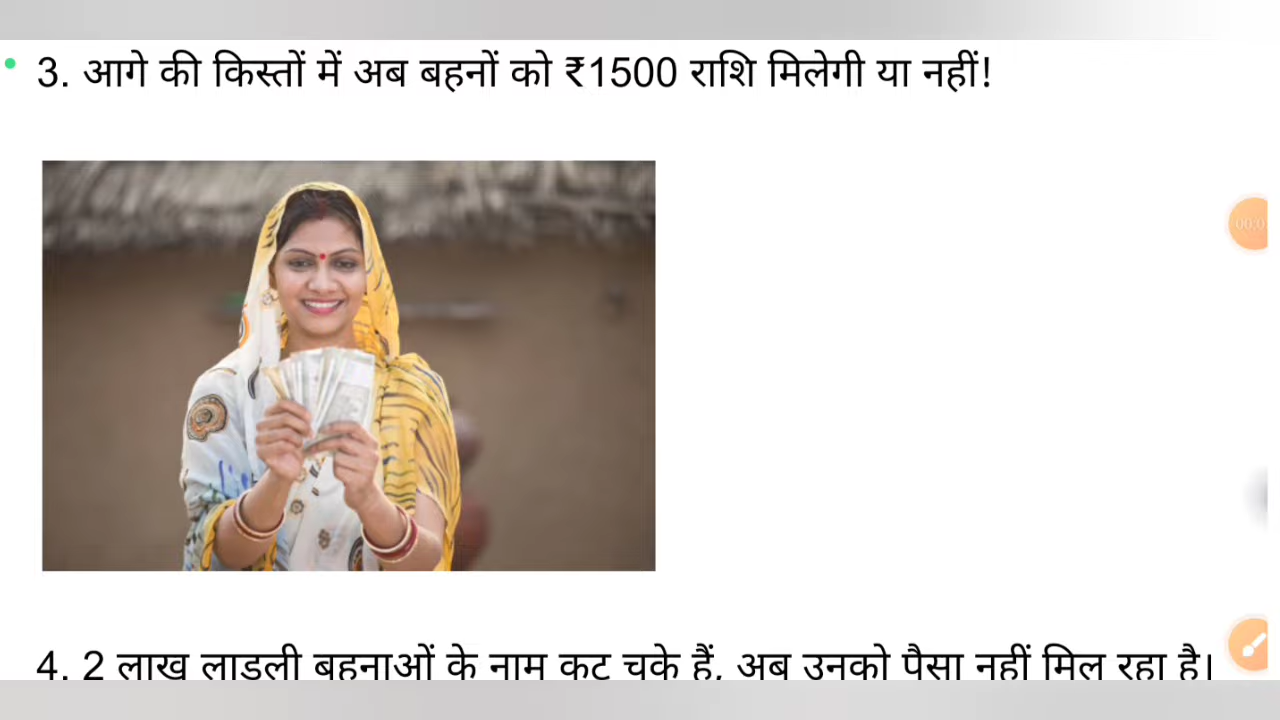 3. आगे की किस्तों में अब बहनों को ₹1500 राशि मिलेगी या नहीं!
4. 2 लाख लाडली बहनाओं के नाम कट चुके हैं, अब उनको पैसा नहीं मिल रहा है।